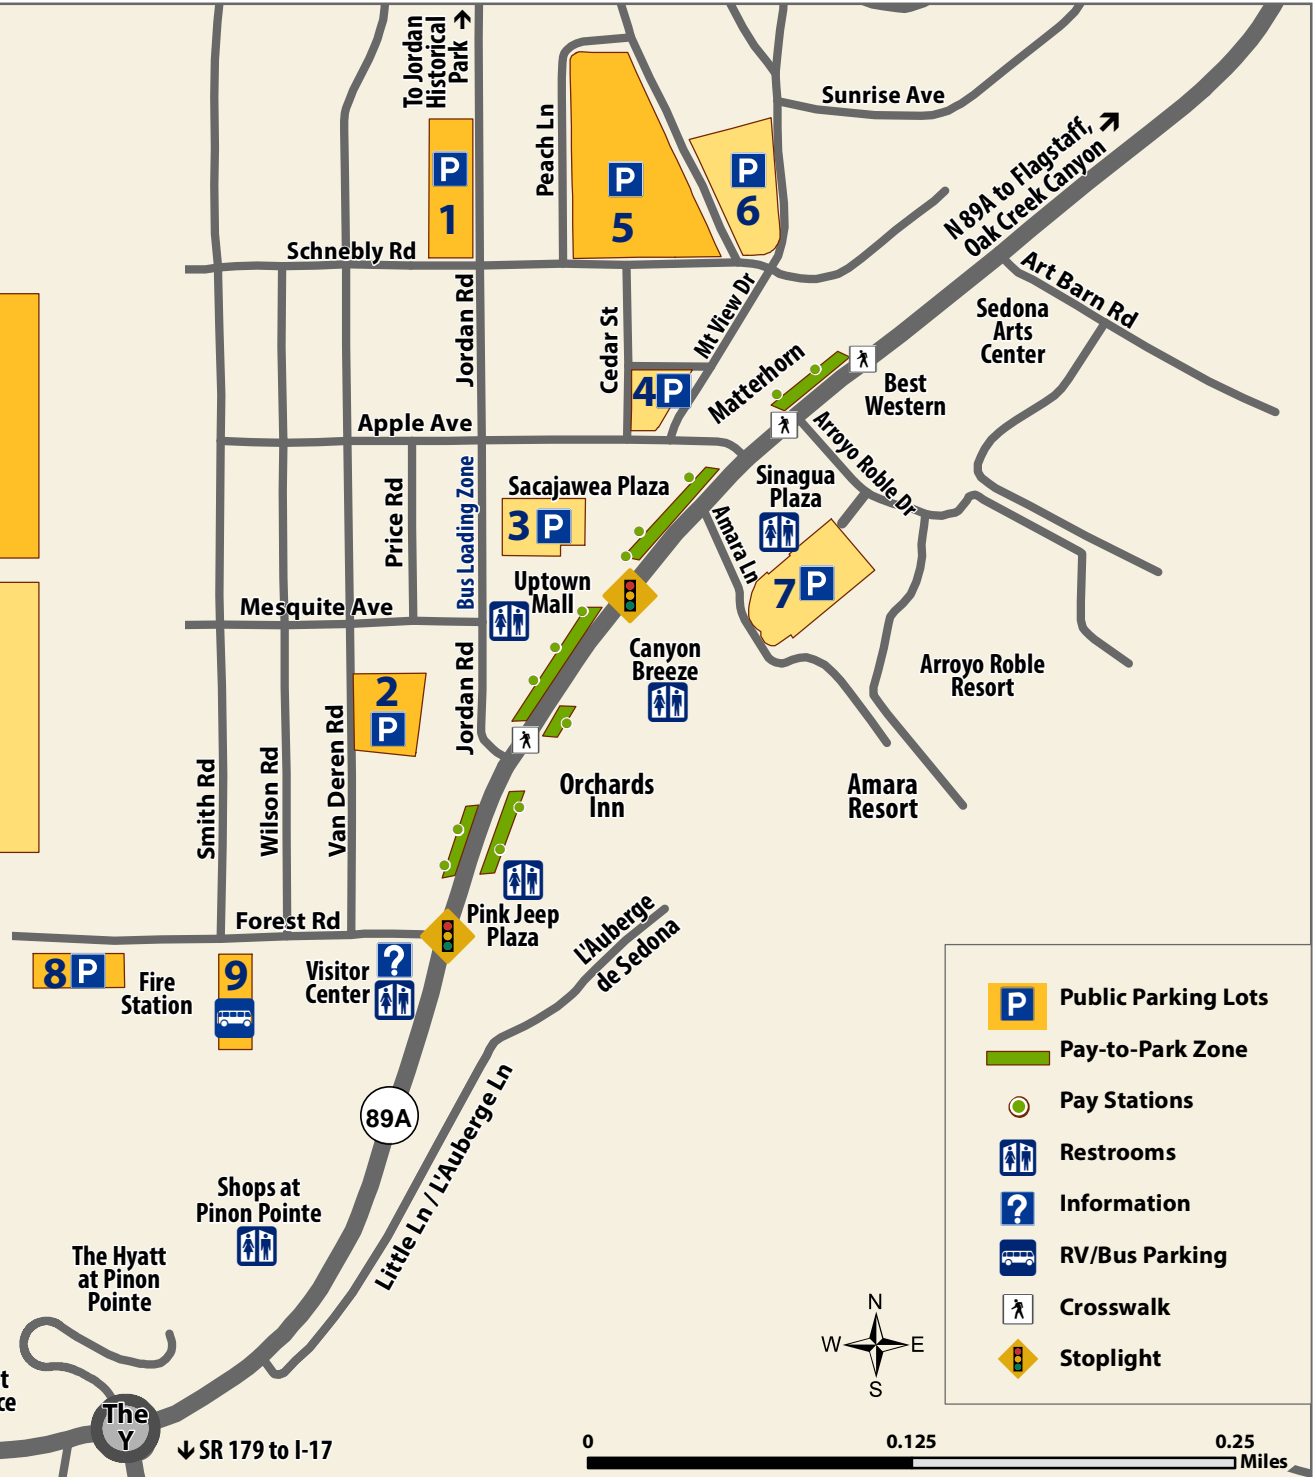 To Jordan
Historical
Park
Peach Ln
Sunrise Ave
P
1
P
5
P
6
N 89A to Flagstaff,
Oak Creek Canyon
Schnebly Rd
Art Barn Rd
Jordan Rd
Cedar St
Mt View Dr
Sedona
Arts
Center
Matterhorn
4 P
Best
Western
Apple Ave
Arroyo Roble Dr
Price Rd
Bus Loading Zone
Sacajawea Plaza
3 P
Sinagua
Plaza
Amara Ln
7 P
Uptown
Mall
Mesquite Ave
Canyon
Breeze
Arroyo Roble
Resort
2
P
Jordan Rd
Smith Rd
Wilson Rd
Van Deren Rd
Orchards
Inn
Amara
Resort
Forest Rd
Pink Jeep
Plaza
L'Auberge
de Sedona
8 P
Fire
Station
9
Visitor
Center
?
89A
Little Ln / L'Auberge Ln
Shops at
Pinon Pointe
The Hyatt
at Pinon
Pointe
t
ce
The
Y
SR 179 to I-17
P Public Parking Lots
Pay-to-Park Zone
Pay Stations
Restrooms
? Information
RV/Bus Parking
Crosswalk
Stoplight
N
W E
S
0 0.125 0.25
Miles